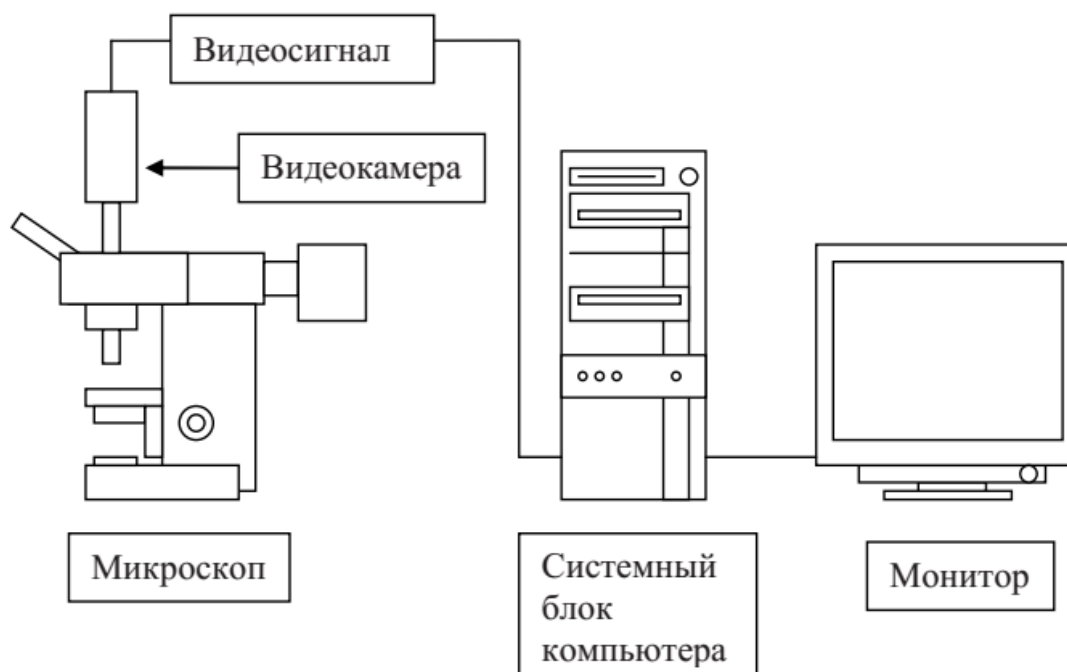 Видеосигнал
Видеокамера
Микроскоп
Системный
блок
компьютера
Монитор